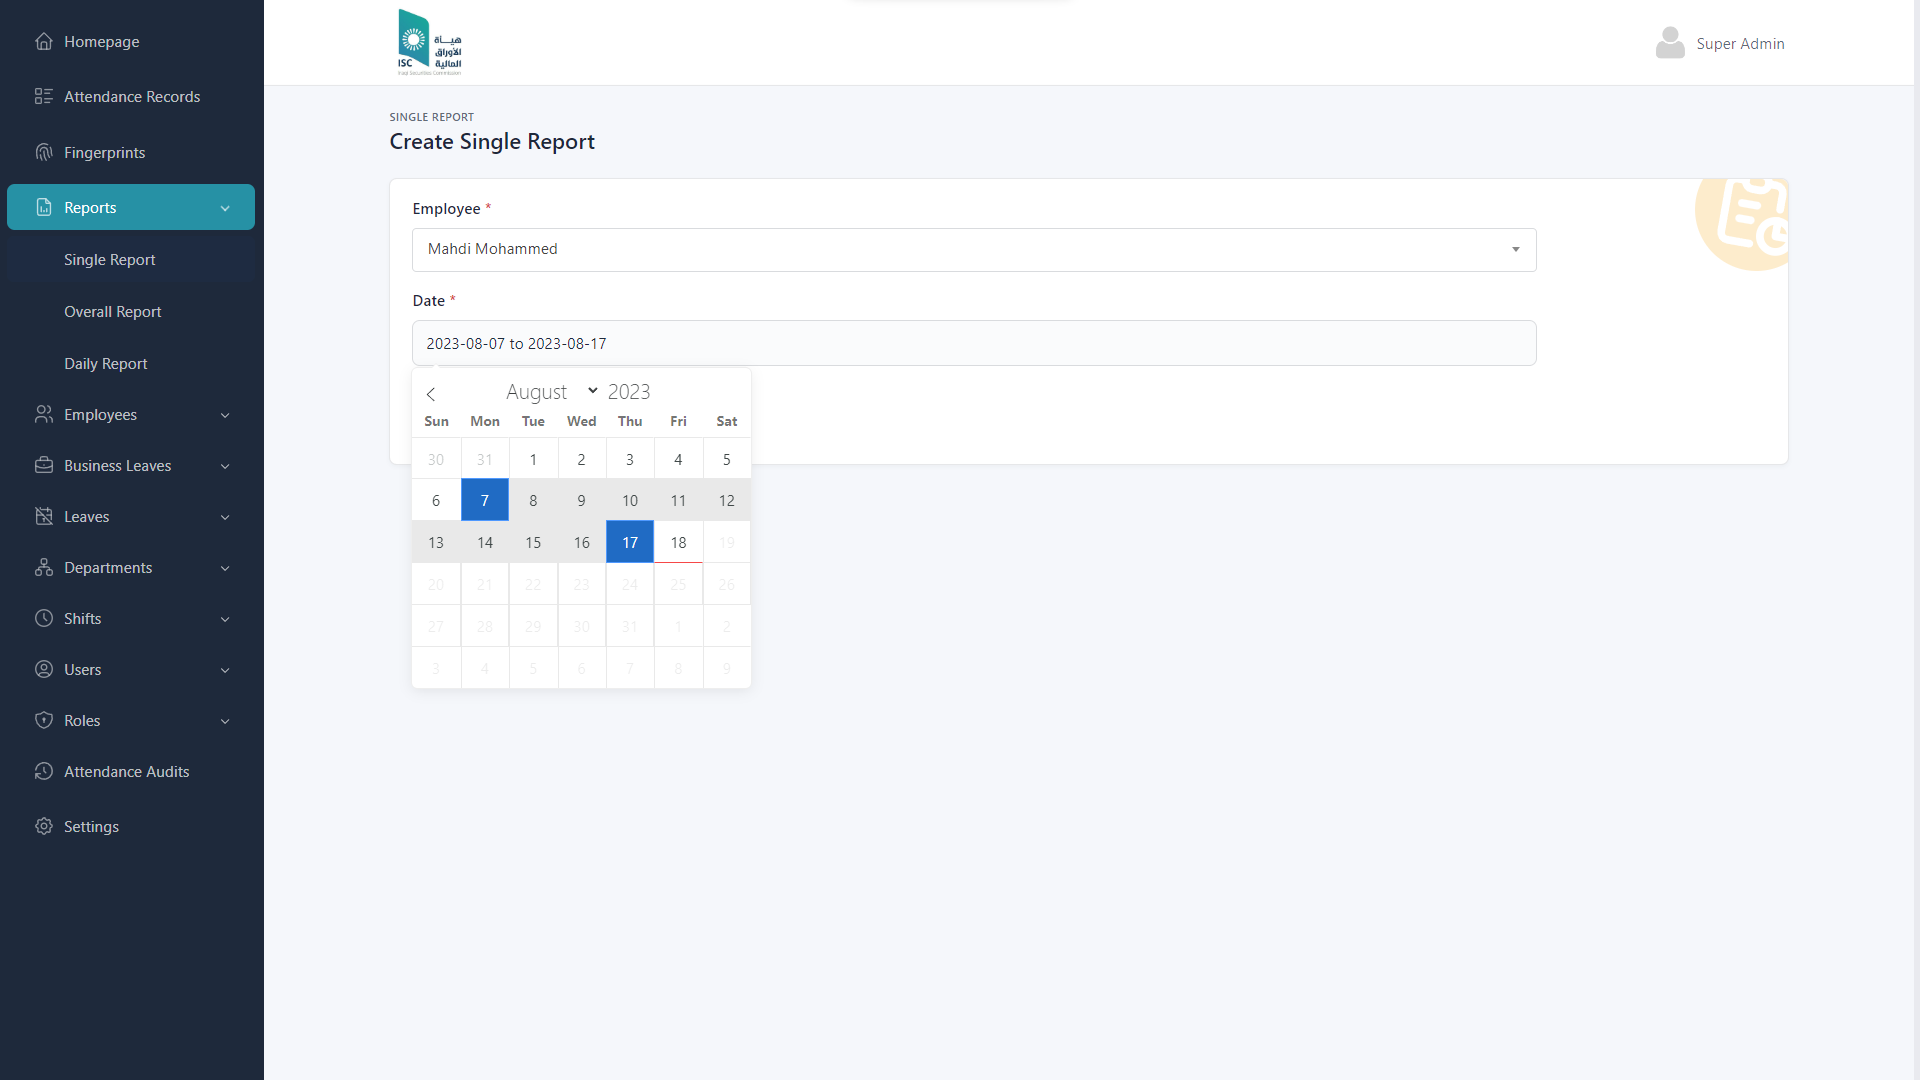 Homepage
Attendance Records
Fingerprints
Reports
Single Report
Overall Report
Daily Report
Employees
Business Leaves
Leaves
Departments
Shifts
Users
Roles
Attendance Audits
Settings
هيـــأة
الأوراق
المالية
ISC
Iraqi Securities Commission
Super Admin
SINGLE REPORT
Create Single Report
Employee *
Mahdi Mohammed
Date *
2023-08-07 to 2023-08-17
August 2023
Sun Mon Tue Wed Thu Fri Sat
30 31 1 2 3 4 5
6 7 8 9 10 11 12
13 14 15 16 17 18 19
20 21 22 23 24 25 26
27 28 29 30 31 1 2
3 4 5 6 7 8 9